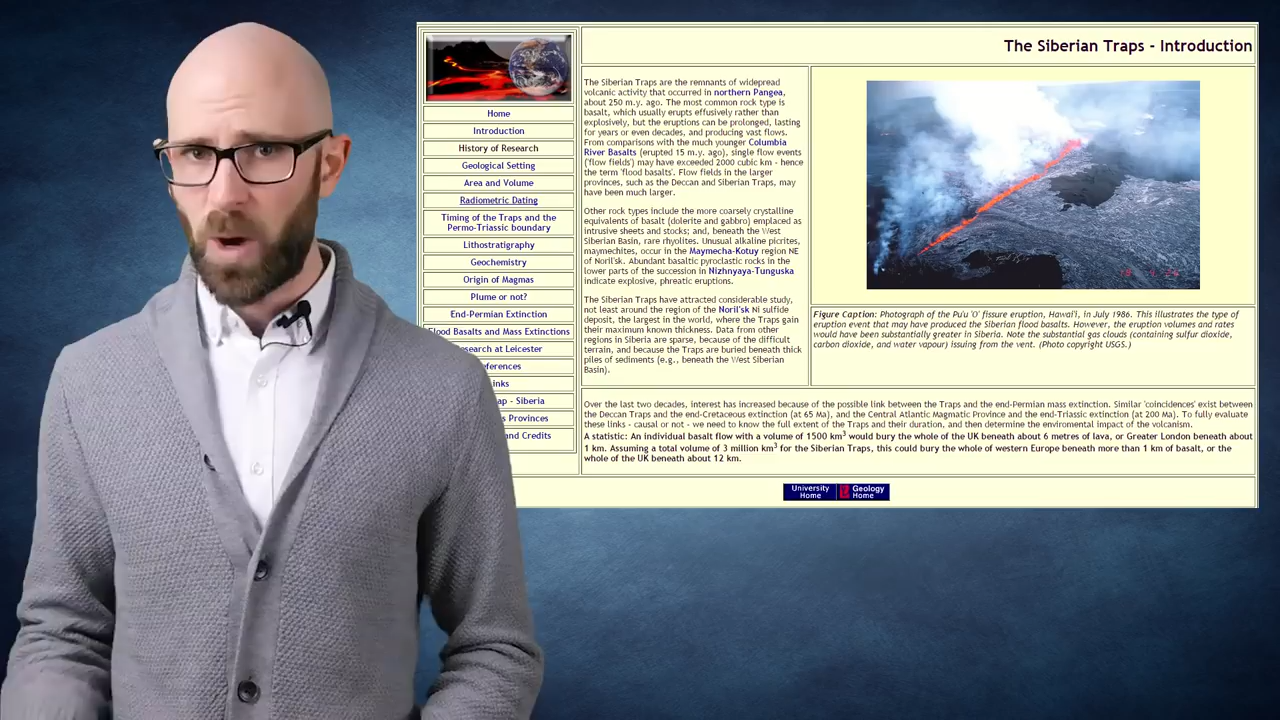 The Siberian Traps - Introduction
Home
Introduction
History of Research
Geological Setting
Area and Volume
Radiometric Dating
Timing of the Traps and the
Permo-Triassic boundary
Lithostratigraphy
Geochemistry
Origin of Magmas
Plume or not?
End-Permian Extinction
Flood Basalts and Mass Extinctions
esearch at Leicester
eferences
inks
ap - Siberia
s Provinces
and Credits
The Siberian Traps are the remnants of widespread
volcanic activity that occurred in northern Pangea,
about 250 m.y. ago. The most common rock type is
basalt, which usually erupts effusively rather than
explosively, but the eruptions can be prolonged, lasting
for years or even decades, and producing vast flows.
From comparisons with the much younger Columbia
River Basalts (erupted 15 m.y. ago), single flow events
('flow fields') may have exceeded 2000 cubic km - hence
the term 'flood basalts'. Flow fields in the larger
provinces, such as the Deccan and Siberian Traps, may
have been much larger.
Other rock types include the more coarsely crystalline
equivalents of basalt (dolerite and gabbro) emplaced as
intrusive sheets and stocks; and, beneath the West
Siberian Basin, rare rhyolites. Unusual alkaline picrites,
maymechites, occur in the Maymecha-Kotuy region NE
of Noril'sk. Abundant basaltic pyroclastic rocks in the
lower parts of the succession in Nizhnyaya-Tunguska
indicate explosive, phreatic eruptions.
The Siberian Traps have attracted considerable study,
not least around the region of the Noril'sk Ni sulfide
deposit, the largest in the world, where the Traps gain
their maximum known thickness. Data from other
regions in Siberia are sparse, because of the difficult
terrain, and because the Traps are buried beneath thick
piles of sediments (e.g., beneath the West Siberian
Basin).
Figure Caption: Photograph of the Pu'u 'O' fissure eruption, Hawai'i, in July 1986. This illustrates the type of
eruption event that may have produced the Siberian flood basalts. However, the eruption volumes and rates
would have been substantially greater in Siberia. Note the substantial gas clouds (containing sulfur dioxide,
carbon dioxide, and water vapour) issuing from the vent. (Photo copyright USGS.)
Over the last two decades, interest has increased because of the possible link between the Traps and the end-Permian mass extinction. Similar 'coincidences' exist between
the Deccan Traps and the end-Cretaceous extinction (at 65 Ma), and the Central Atlantic Magmatic Province and the end-Triassic extinction (at 200 Ma). To fully evaluate
these links - causal or not - we need to know the full extent of the Traps and their duration, and then determine the enviromental impact of the volcanism.
A statistic: An individual basalt flow with a volume of 1500 km³ would bury the whole of the UK beneath about 6 metres of lava, or Greater London beneath about
1 km. Assuming a total volume of 3 million km³ for the Siberian Traps, this could bury the whole of western Europe beneath more than 1 km of basalt, or the
whole of the UK beneath about 12 km.
University
Home
Geology
Home